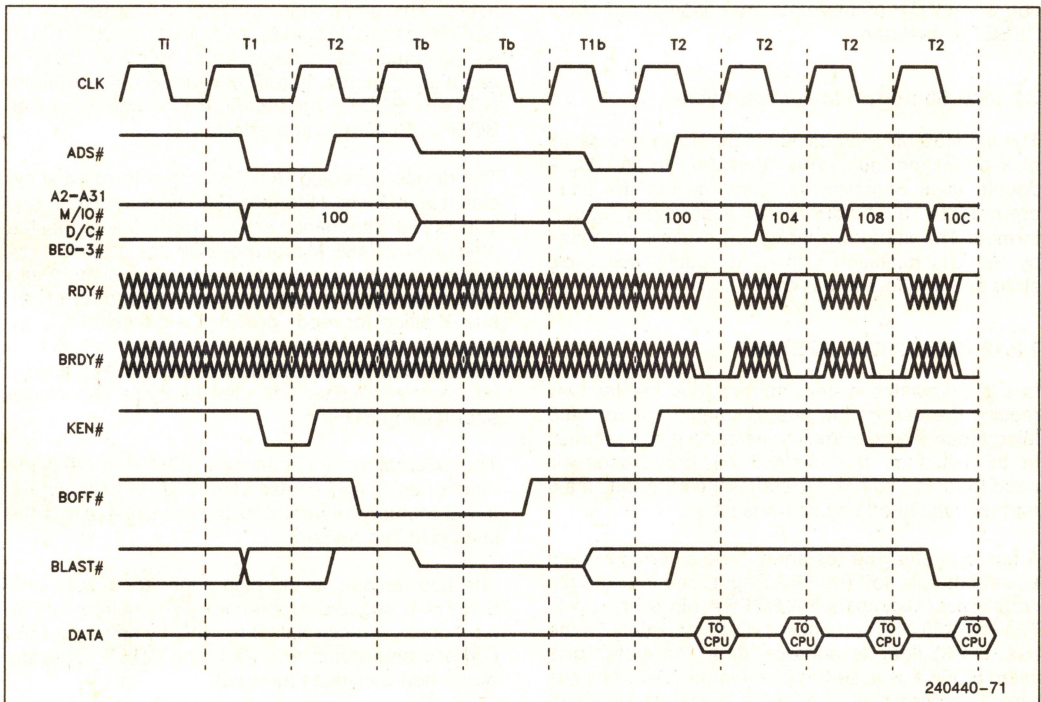 Ti T1 T2 Tb Tb T1b T2 T2 T2 T2
CLK
ADS#
A2-A31
M/IO#
D/C#
BE0-3#
100 100 104 108 10C
RDY#
BRDY#
KEN#
BOFF#
BLAST#
DATA
TO CPU
TO CPU
TO CPU
TO CPU
240440-71